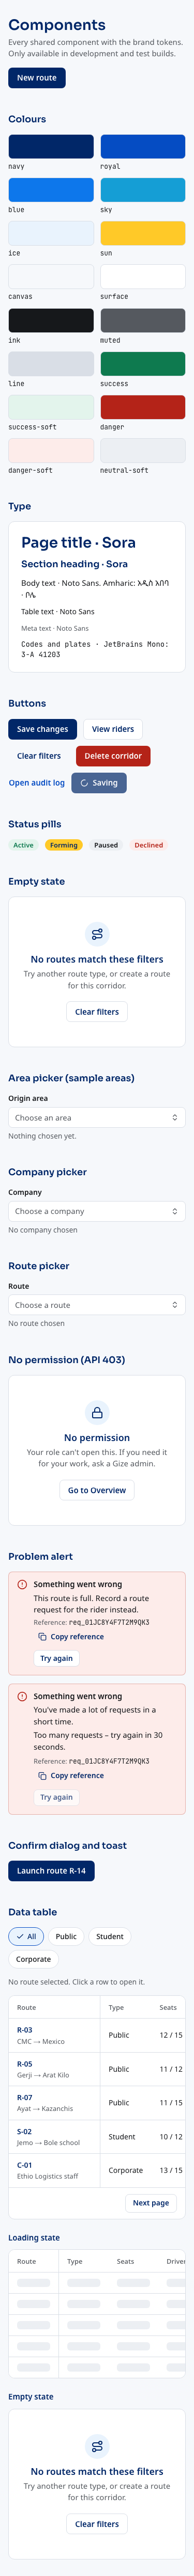 Components
Every shared component with the brand tokens.
Only available in development and test builds.
New route
Colours
navy
royal
blue
sky
ice
sun
canvas
surface
ink
muted
line
success
success-soft
danger
danger-soft
neutral-soft
Type
Page title · Sora
Section heading · Sora
Body text · Noto Sans. Amharic: አዲስ አበባ
· ቦሌ
Table text · Noto Sans
Meta text · Noto Sans
Codes and plates · JetBrains Mono:
3-A 41203
Buttons
Save changes
View riders
Clear filters
Delete corridor
Open audit log
Saving
Status pills
Active
Forming
Paused
Declined
Empty state
No routes match these filters
Try another route type, or create a route
for this corridor.
Clear filters
Area picker (sample areas)
Origin area
Choose an area
Nothing chosen yet.
Company picker
Company
Choose a company
No company chosen
Route picker
Route
Choose a route
No route chosen
No permission (API 403)
No permission
Your role can't open this. If you need it
for your work, ask a Gize admin.
Go to Overview
Problem alert
Something went wrong
This route is full. Record a route
request for the rider instead.
Reference: req_01JC8Y4F7T2M9QK3
Copy reference
Try again
Something went wrong
You've made a lot of requests in a
short time.
Too many requests – try again in 30
seconds.
Reference: req_01JC8Y4F7T2M9QK3
Copy reference
Try again
Confirm dialog and toast
Launch route R-14
Data table
All
Public
Student
Corporate
No route selected. Click a row to open it.
Route Type Seats
R-03
CMC → Mexico
Public 12 / 15
R-05
Gerji → Arat Kilo
Public 11 / 12
R-07
Ayat → Kazanchis
Public 11 / 15
S-02
Jemo → Bole school
Student 10 / 12
C-01
Ethio Logistics staff
Corporate 13 / 15
Next page
Loading state
Route Type Seats Driver
Empty state
No routes match these filters
Try another route type, or create a route
for this corridor.
Clear filters